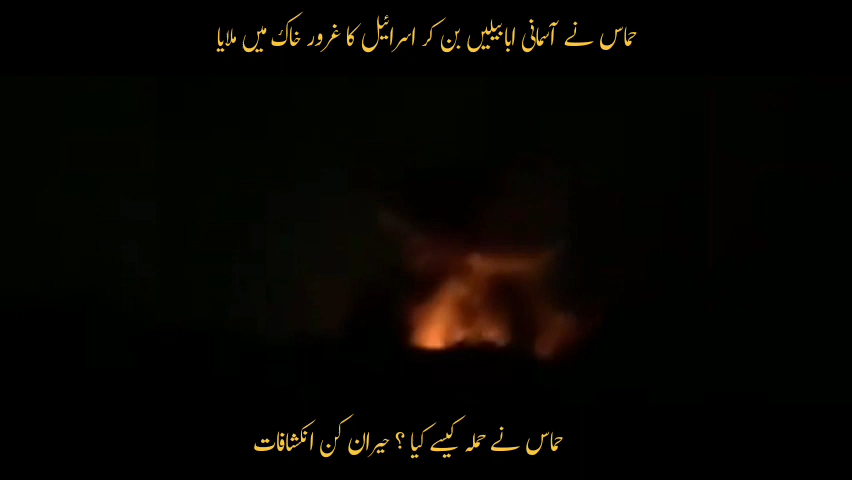 حماس نے آسمانی ابابیلیں بن کر اسرائیل کا غرور خاک میں ملایا
حماس نے حملہ کیسے کیا ؟ حیران کن انکشافات